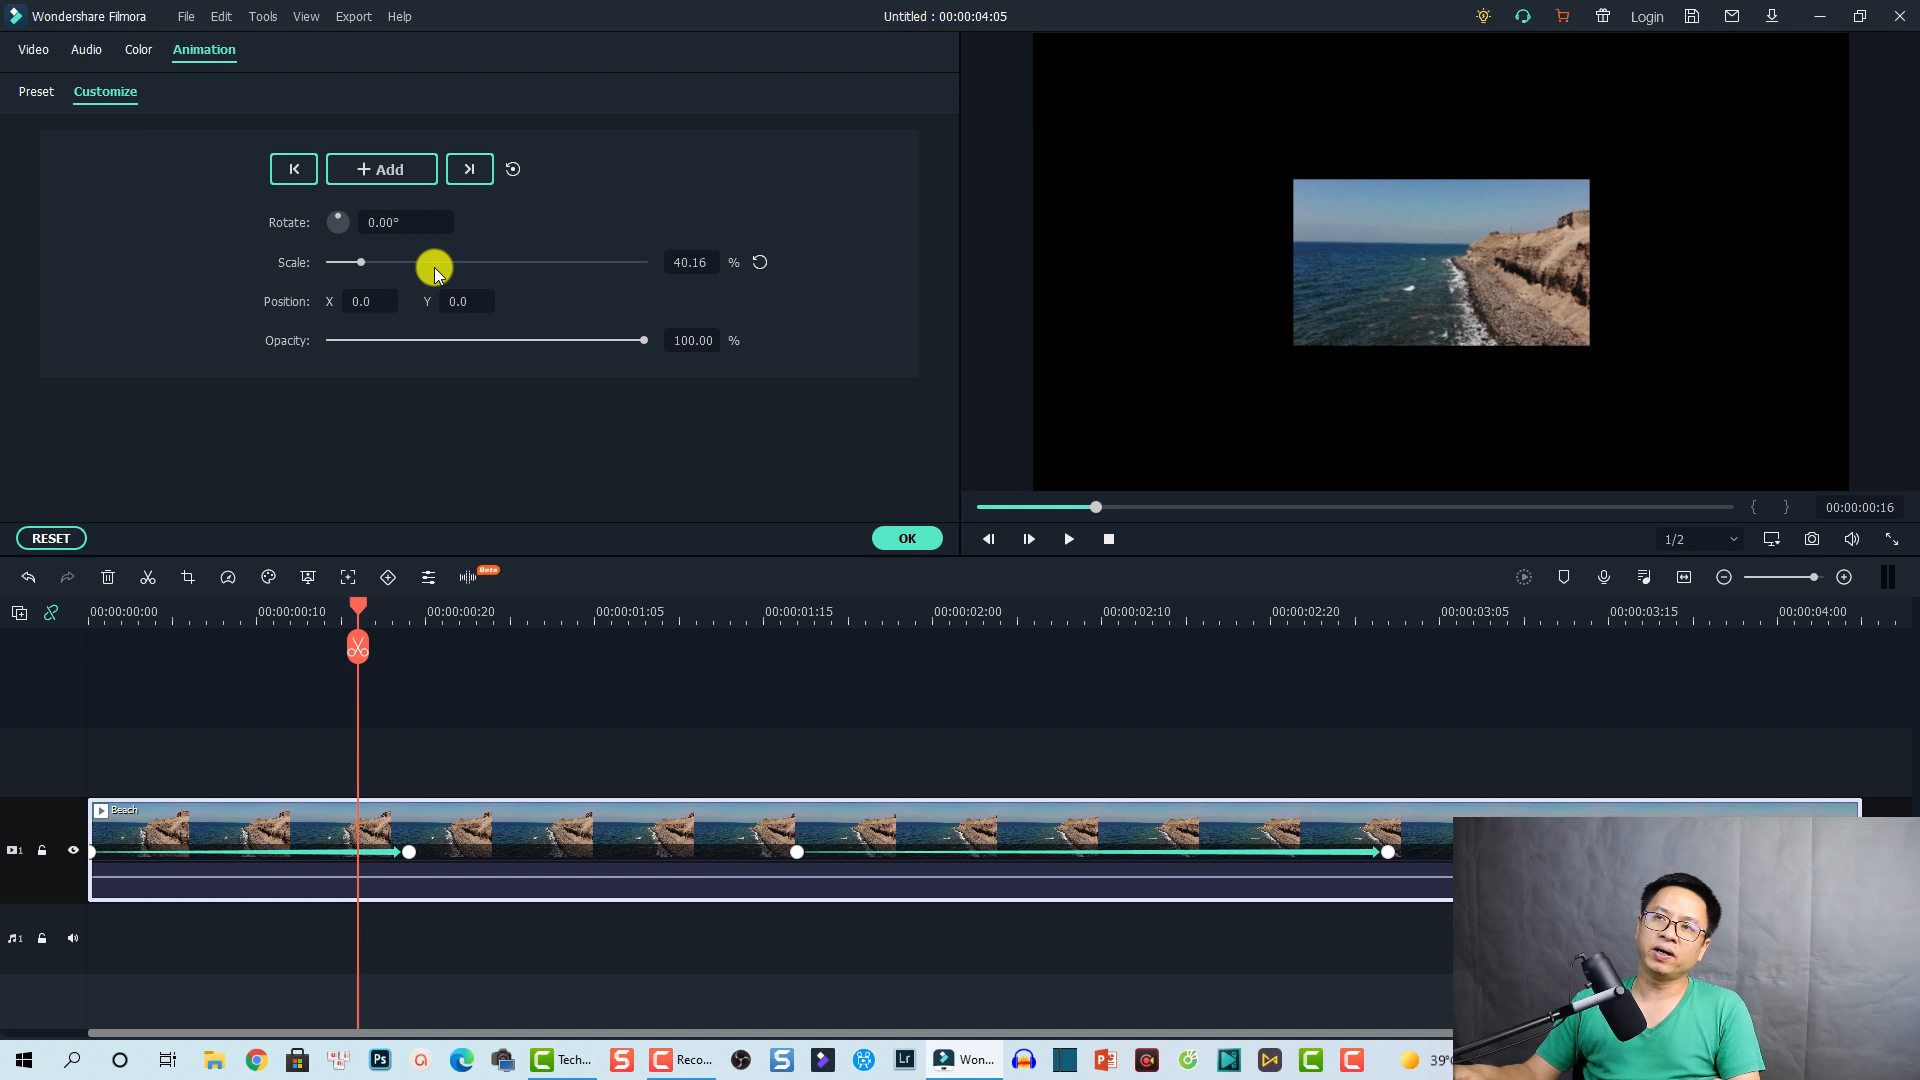 Wondershare Filmora File Edit Tools View Export Help Untitled : 00:00:04:05 Login
Video Audio Color Animation
Preset Customize
Add
Rotate: 0.00°
Scale: 40.16 %
Position: X 0.0 Y 0.0
Opacity: 100.00 %
{ } 00:00:00:16
RESET OK 1/2
Beta
00:00:00:00 00:00:00:10 00:00:00:20 00:00:01:05 00:00:01:15 00:00:02:00 00:00:02:10 00:00:02:20 00:00:03:05 00:00:03:15 00:00:04:00
Beach
1
1
Ps Tech... S Reco... S Lr Won... 39°